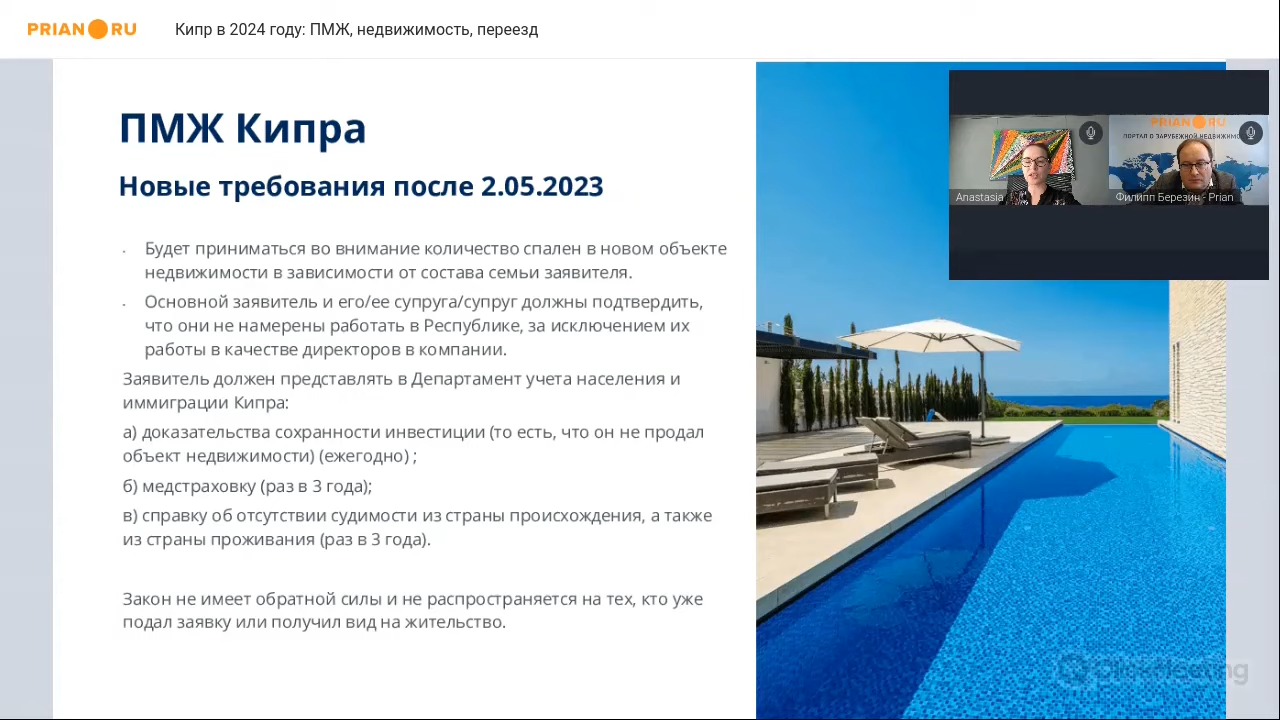 PRIAN RU
Кипр в 2024 году: ПМЖ, недвижимость, переезд
ПМЖ Кипра
Новые требования после 2.05.2023
Будет приниматься во внимание количество спален в новом объекте
недвижимости в зависимости от состава семьи заявителя.
Основной заявитель и его/ее супруга/супруг должны подтвердить,
что они не намерены работать в Республике, за исключением их
работы в качестве директоров в компании.
Заявитель должен представлять в Департамент учета населения и
иммиграции Кипра:
а) доказательства сохранности инвестиции (то есть, что он не продал
объект недвижимости) (ежегодно) ;
б) медстраховку (раз в 3 года);
в) справку об отсутствии судимости из страны происхождения, а также
из страны проживания (раз в 3 года).
Закон не имеет обратной силы и не распространяется на тех, кто уже
подал заявку или получил вид на жительство.
PRIAN RU
ПОРТАЛ О ЗАРУБЕЖНОЙ НЕДВИЖИМО
Anastasia
Филипп Березин - Prian
ClickMeeting